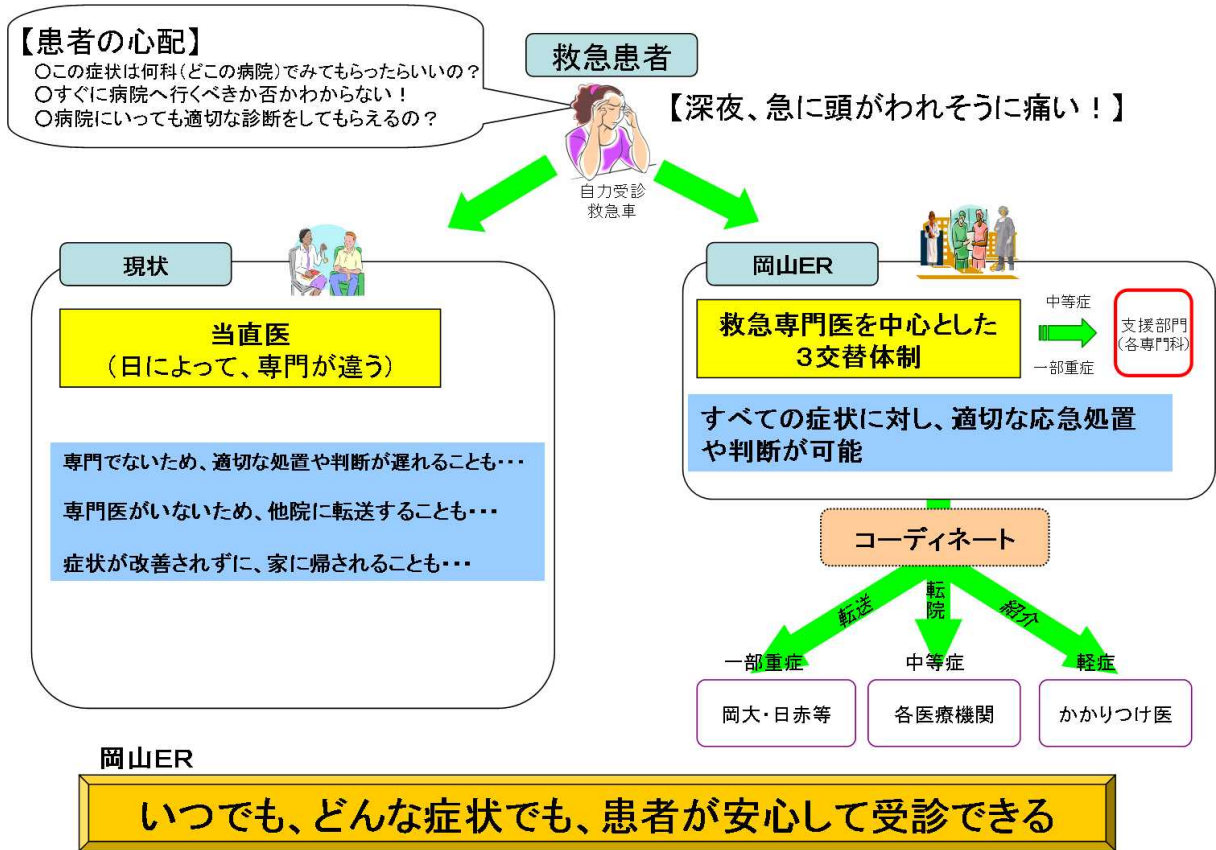 【患者の心配】
○この症状は何科(どこの病院)でみてもらったらいいの？
○すぐに病院へ行くべきか否かわからない！
○病院にいっても適切な診断をしてもらえるの？
救急患者
【深夜、急に頭がわれそうに痛い！】
自力受診
救急車
現状
当直医
(日によって、専門が違う)
専門でないため、適切な処置や判断が遅れることも・・・
専門医がいないため、他院に転送することも・・・
症状が改善されずに、家に帰されることも・・・
岡山ER
救急専門医を中心とした
３交替体制
中等症
一部重症
支援部門
(各専門科)
すべての症状に対し、適切な応急処置
や判断が可能
コーディネート
転送
転院
紹介
一部重症
中等症
軽症
岡大・日赤等
各医療機関
かかりつけ医
岡山ER
いつでも、どんな症状でも、患者が安心して受診できる